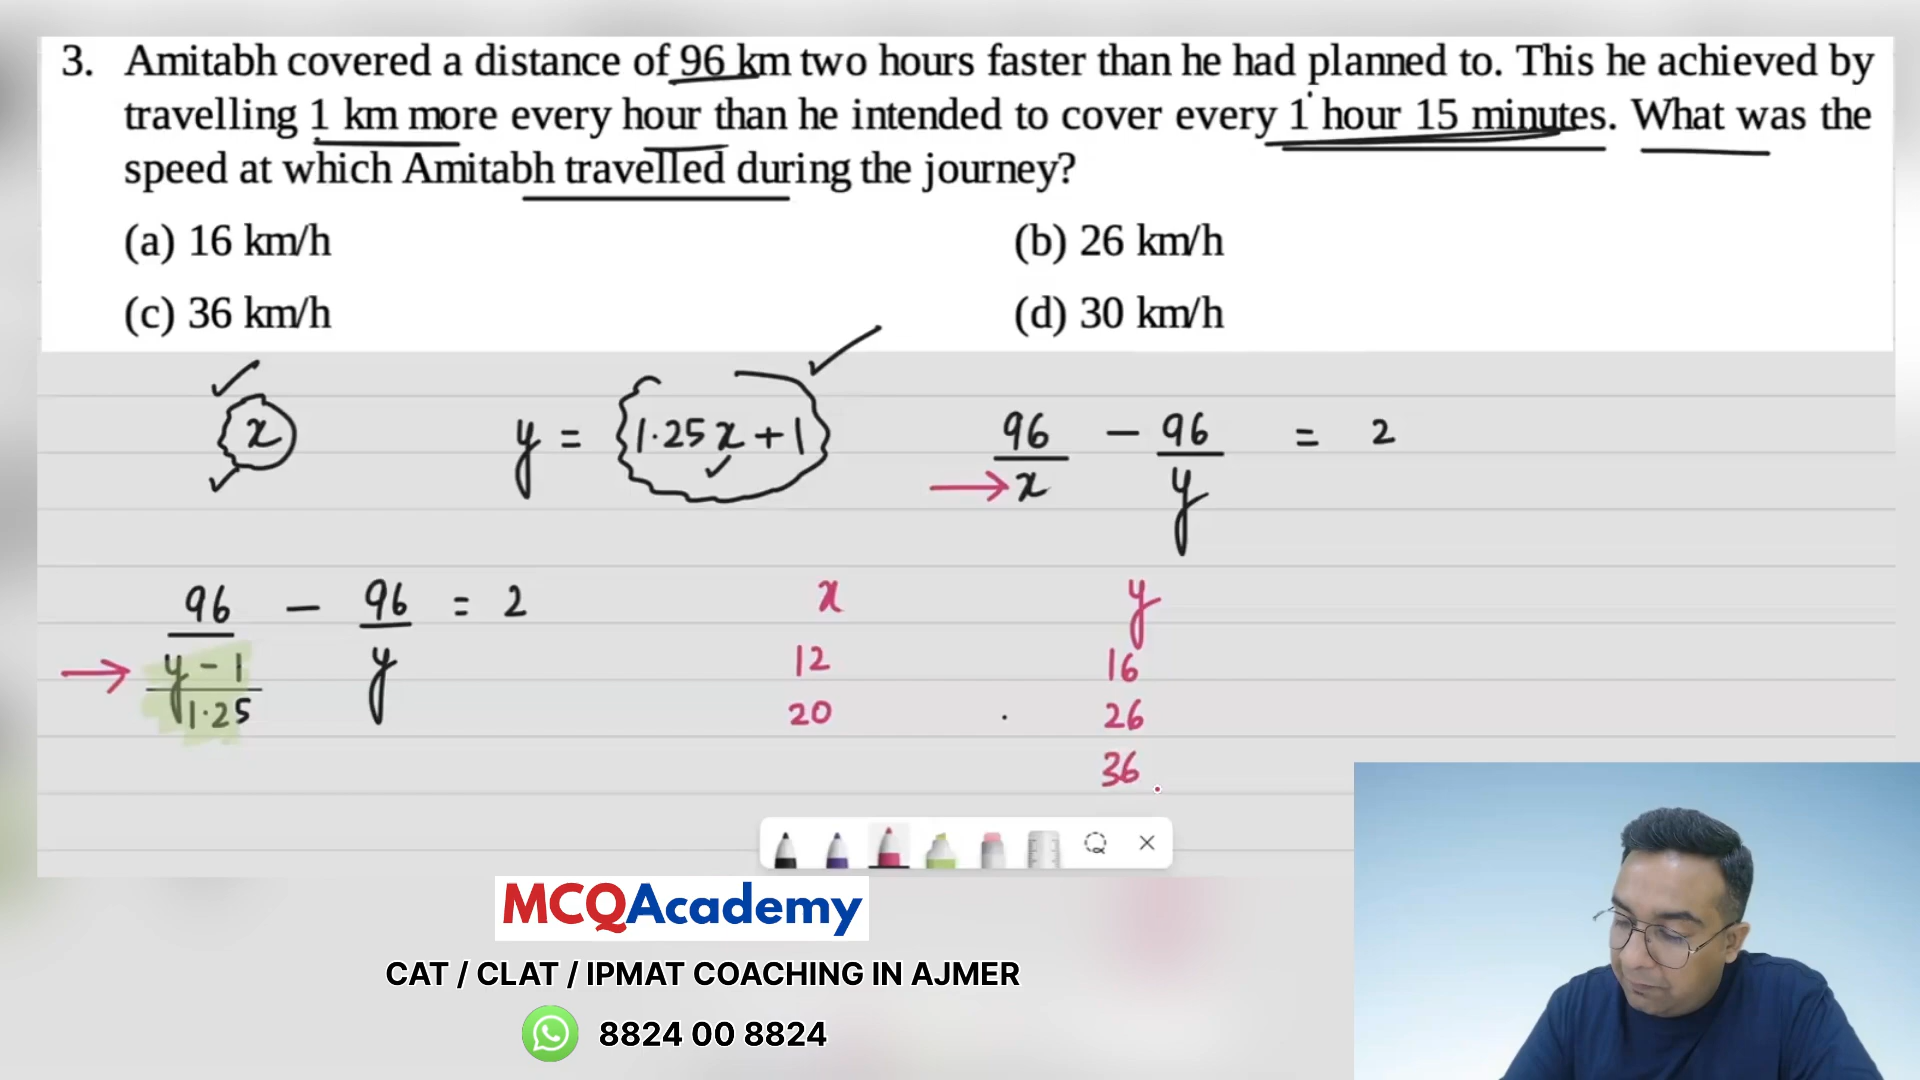 3. Amitabh covered a distance of 96 km two hours faster than he had planned to. This he achieved by
travelling 1 km more every hour than he intended to cover every 1 hour 15 minutes. What was the
speed at which Amitabh travelled during the journey?
(a) 16 km/h (b) 26 km/h
(c) 36 km/h (d) 30 km/h
x y = 1.25x+1 96/x - 96/y = 2
96/((y-1)/1.25) - 96/y = 2
x y
12 16
20 26
36
MCQAcademy
CAT / CLAT / IPMAT COACHING IN AJMER
8824 00 8824